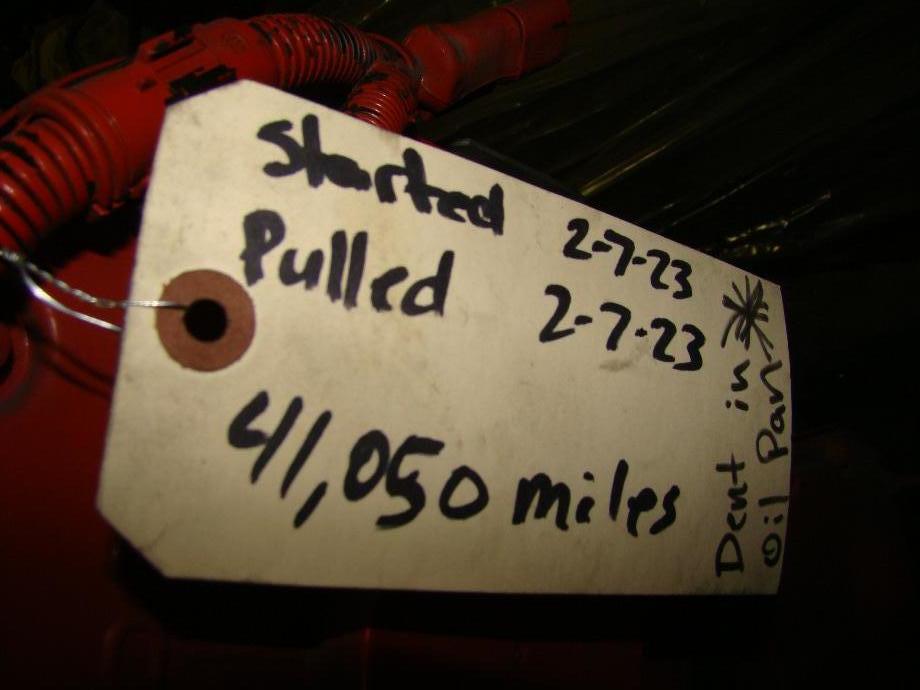 Started 2-7-23
Pulled 2-7-23
41,050 miles
* Dent in
Oil Pan